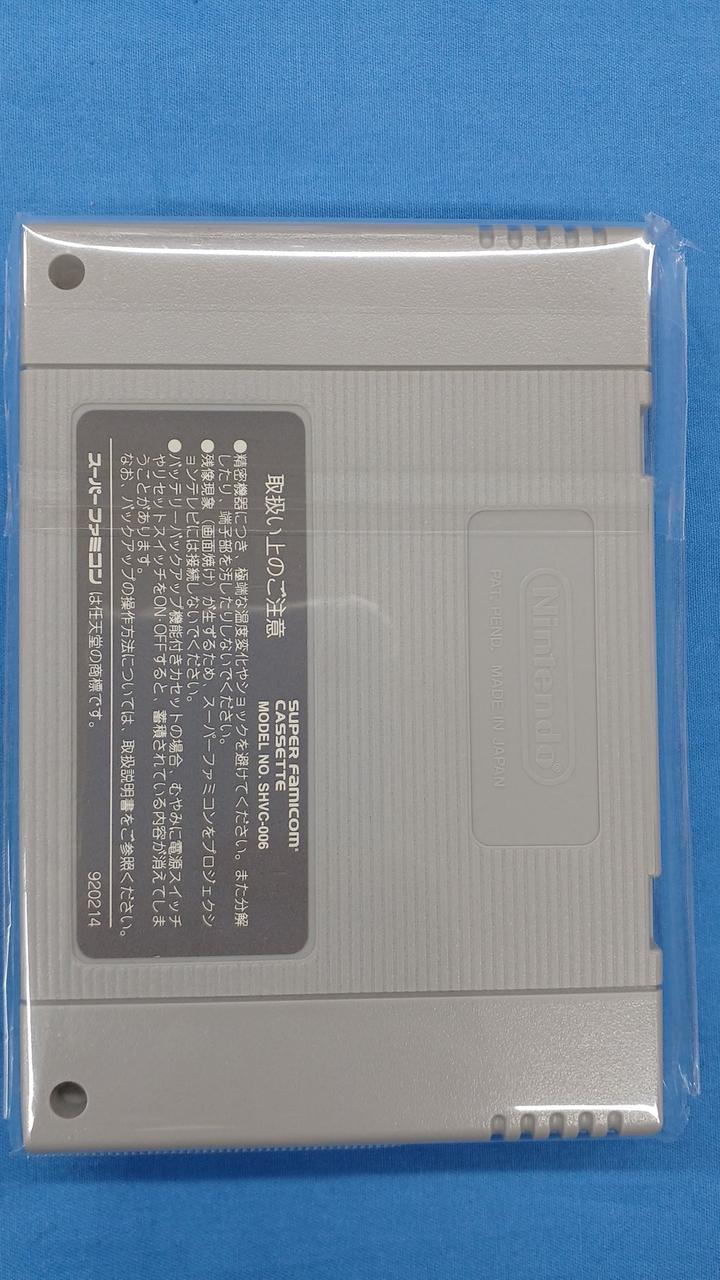 取扱い上のご注意
SUPER FAMICOM
CASSETTE
MODEL NO. SHVC-006
●精密機器につき、極端な温度変化やショックを避けてください。また分解
したり、端子部を汚したりしないでください。
●残像現象（画面焼け）が生ずるため、スーパーファミコンをプロジェクシ
ョンテレビには接続しないでください。
●バッテリーバックアップ機能付きカセットの場合、むやみに電源スイッチ
やリセットスイッチをON・OFFすると、蓄積されている内容が消えてしま
うことがあります。
なお、バックアップの操作方法については、取扱説明書をご参照ください。
スーパーファミコンは任天堂の商標です。
920214
Nintendo®
PAT. PEND. MADE IN JAPAN